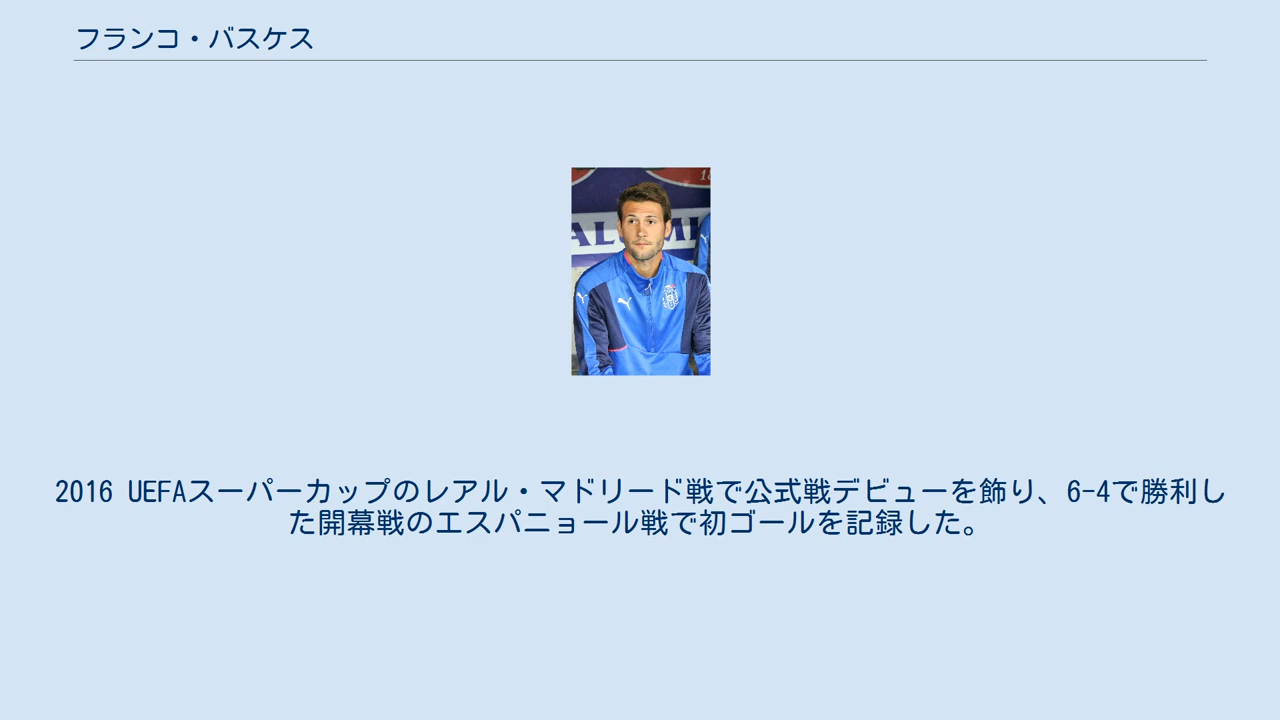 フランコ・バスケス
2016 UEFAスーパーカップのレアル・マドリード戦で公式戦デビューを飾り、6-4で勝利し
た開幕戦のエスパニョール戦で初ゴールを記録した。